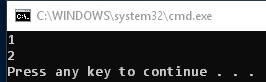 C:\WINDOWS\system32\cmd.exe
1
2
Press any key to continue . . .